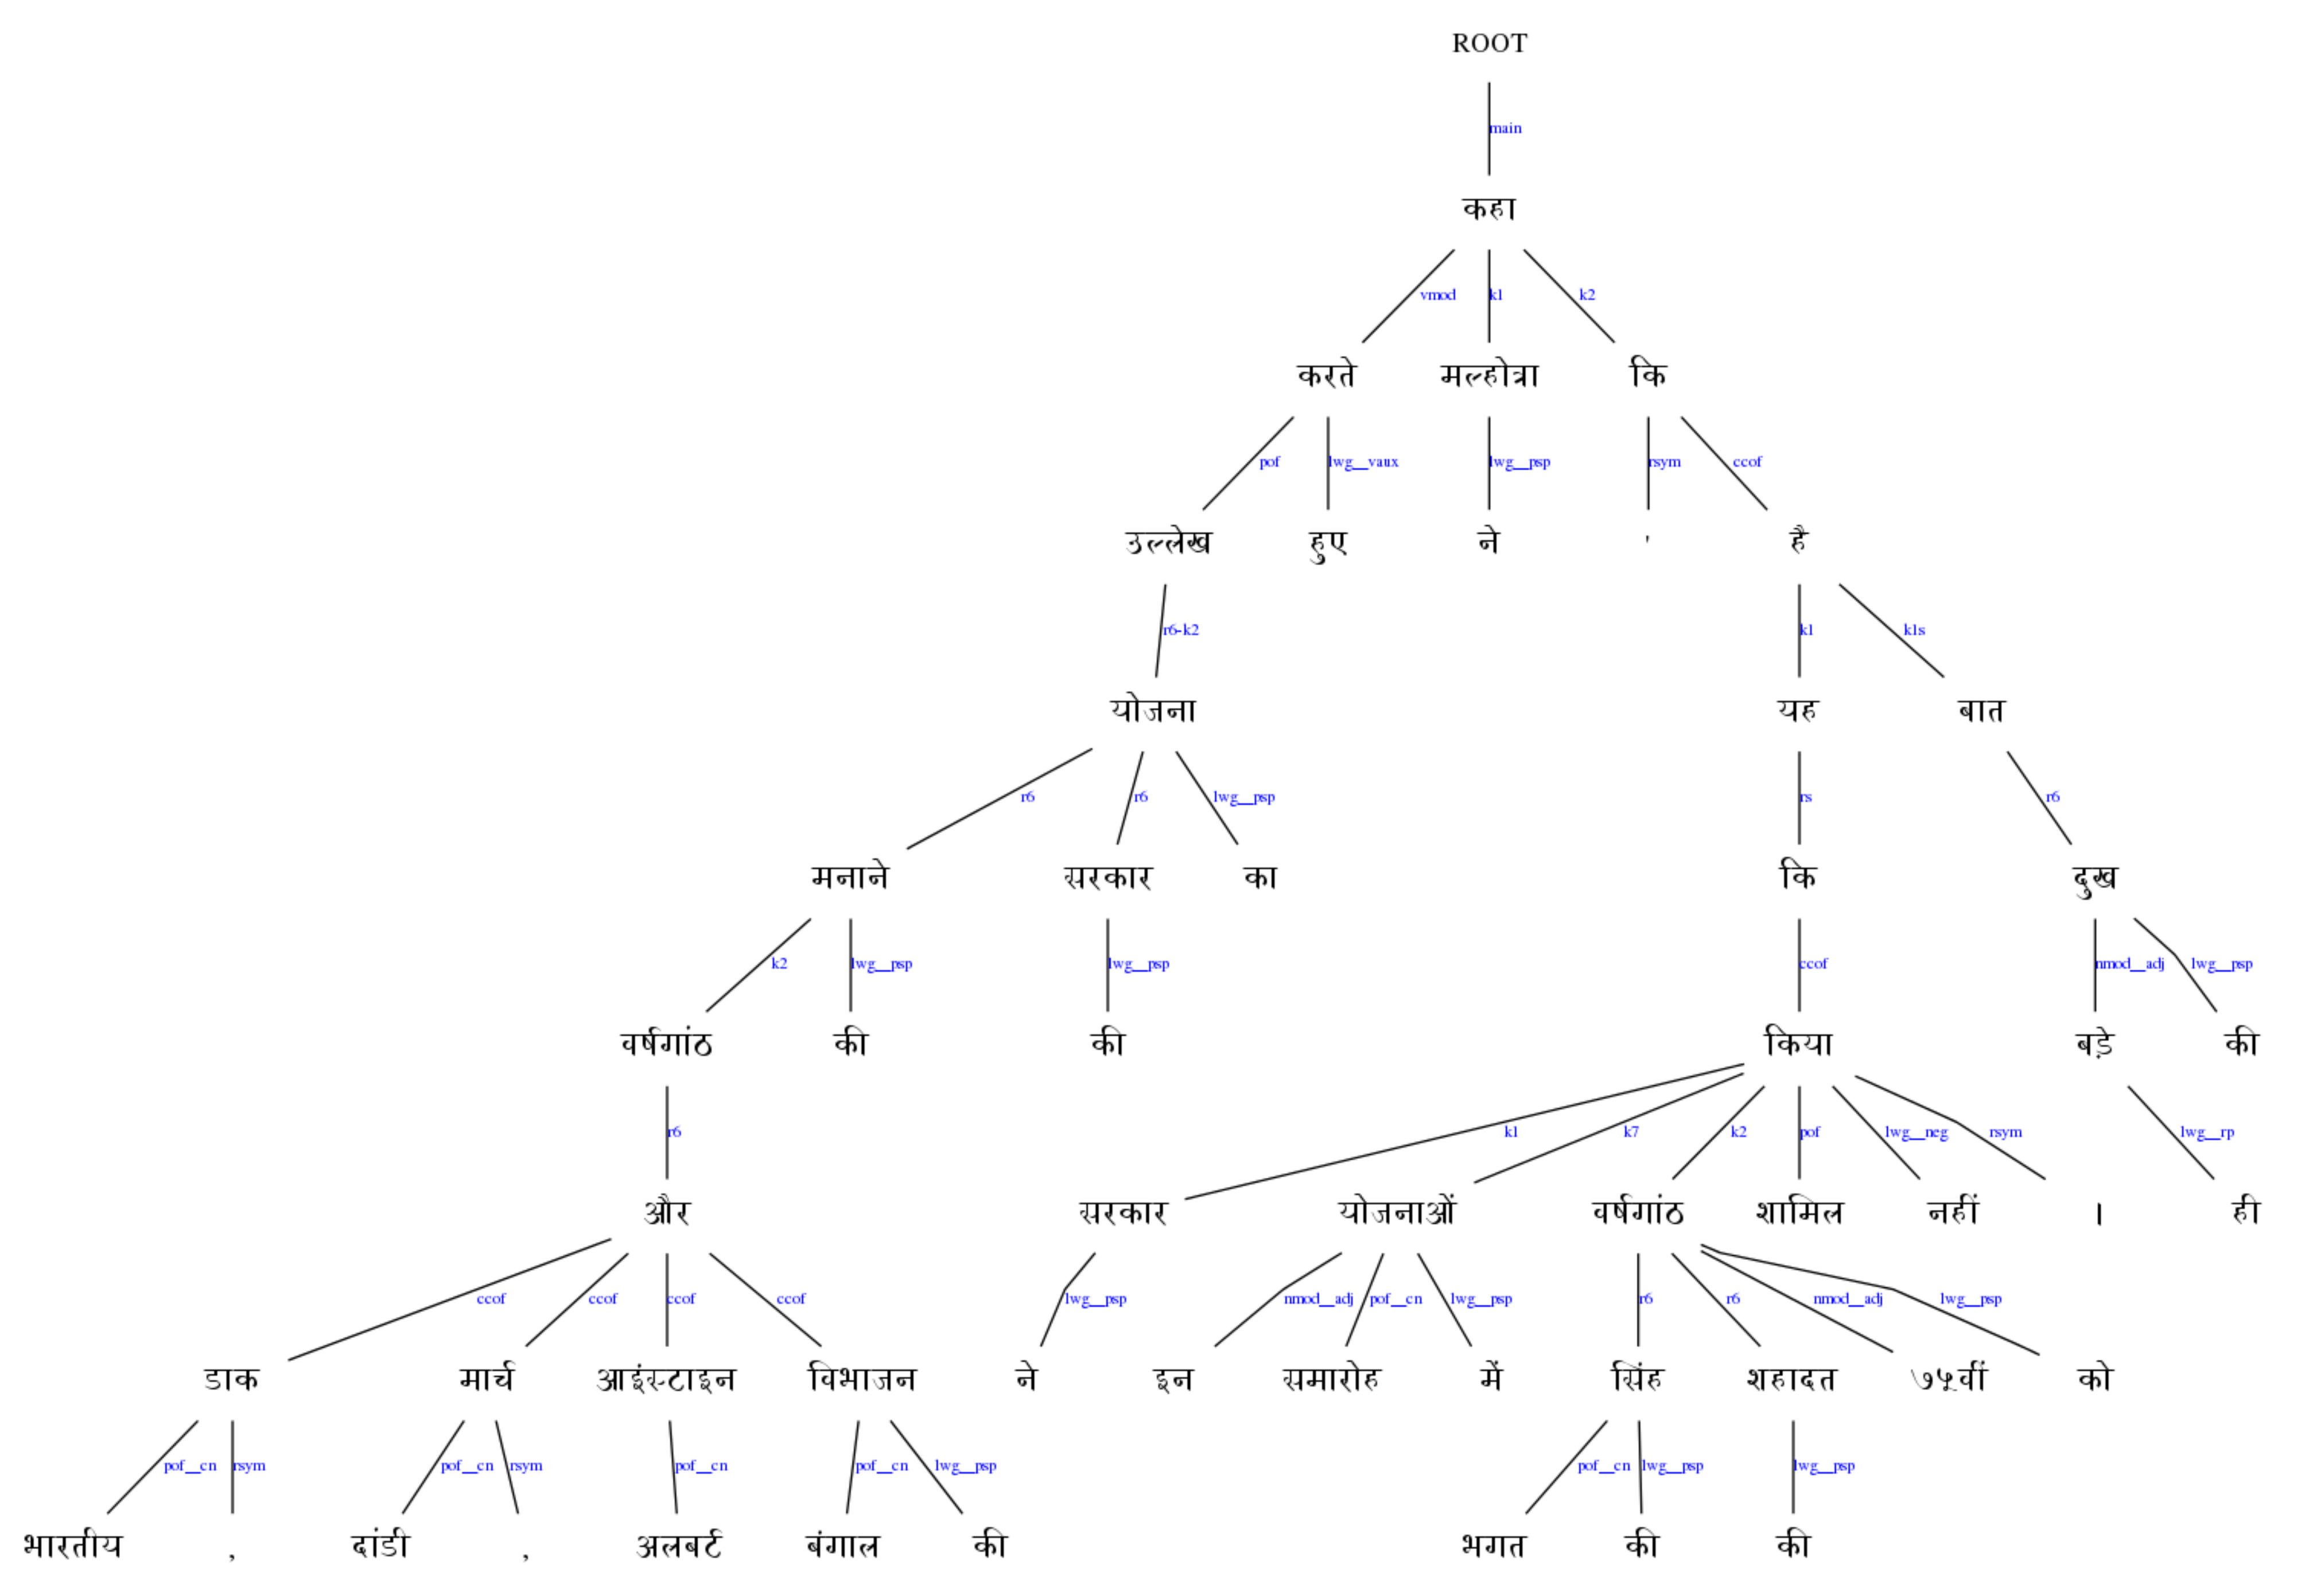 ROOT
main
कहा
vmod k1 k2
करते मल्होत्रा कि
pof lwg__vaux lwg__psp rsym ccof
उल्लेख हुए ने ' है
r6-k2 k1 k1s
योजना यह बात
r6 r6 lwg__psp rs r6
मनाने सरकार का कि दुख
k2 lwg__psp lwg__psp ccof nmod__adj lwg__psp
वर्षगांठ की की किया बड़े की
r6 k1 k7 k2 pof lwg__neg rsym lwg__rp
और सरकार योजनाओं वर्षगांठ शामिल नहीं । ही
ccof ccof ccof ccof lwg__psp nmod__adj pof__cn lwg__psp r6 r6 nmod__adj lwg__psp
डाक मार्च आइंस्टाइन विभाजन ने इन समारोह में सिंह शहादत ७५वीं को
pof__cn rsym pof__cn rsym pof__cn pof__cn lwg__psp pof__cn lwg__psp lwg__psp
भारतीय , दांडी , अलबर्ट बंगाल की भगत की की